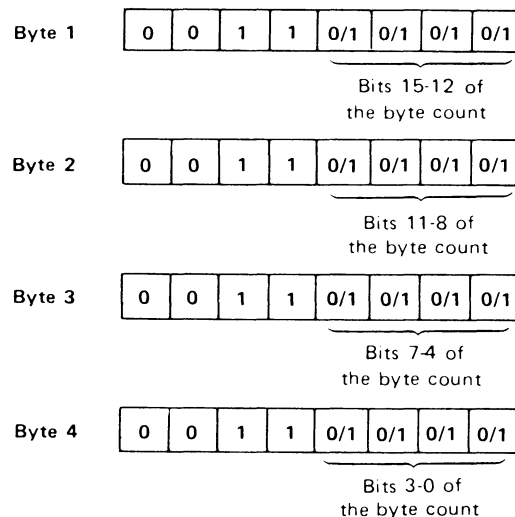 Byte 1 0 0 1 1 0/1 0/1 0/1 0/1
Bits 15-12 of
the byte count
Byte 2 0 0 1 1 0/1 0/1 0/1 0/1
Bits 11-8 of
the byte count
Byte 3 0 0 1 1 0/1 0/1 0/1 0/1
Bits 7-4 of
the byte count
Byte 4 0 0 1 1 0/1 0/1 0/1 0/1
Bits 3-0 of
the byte count